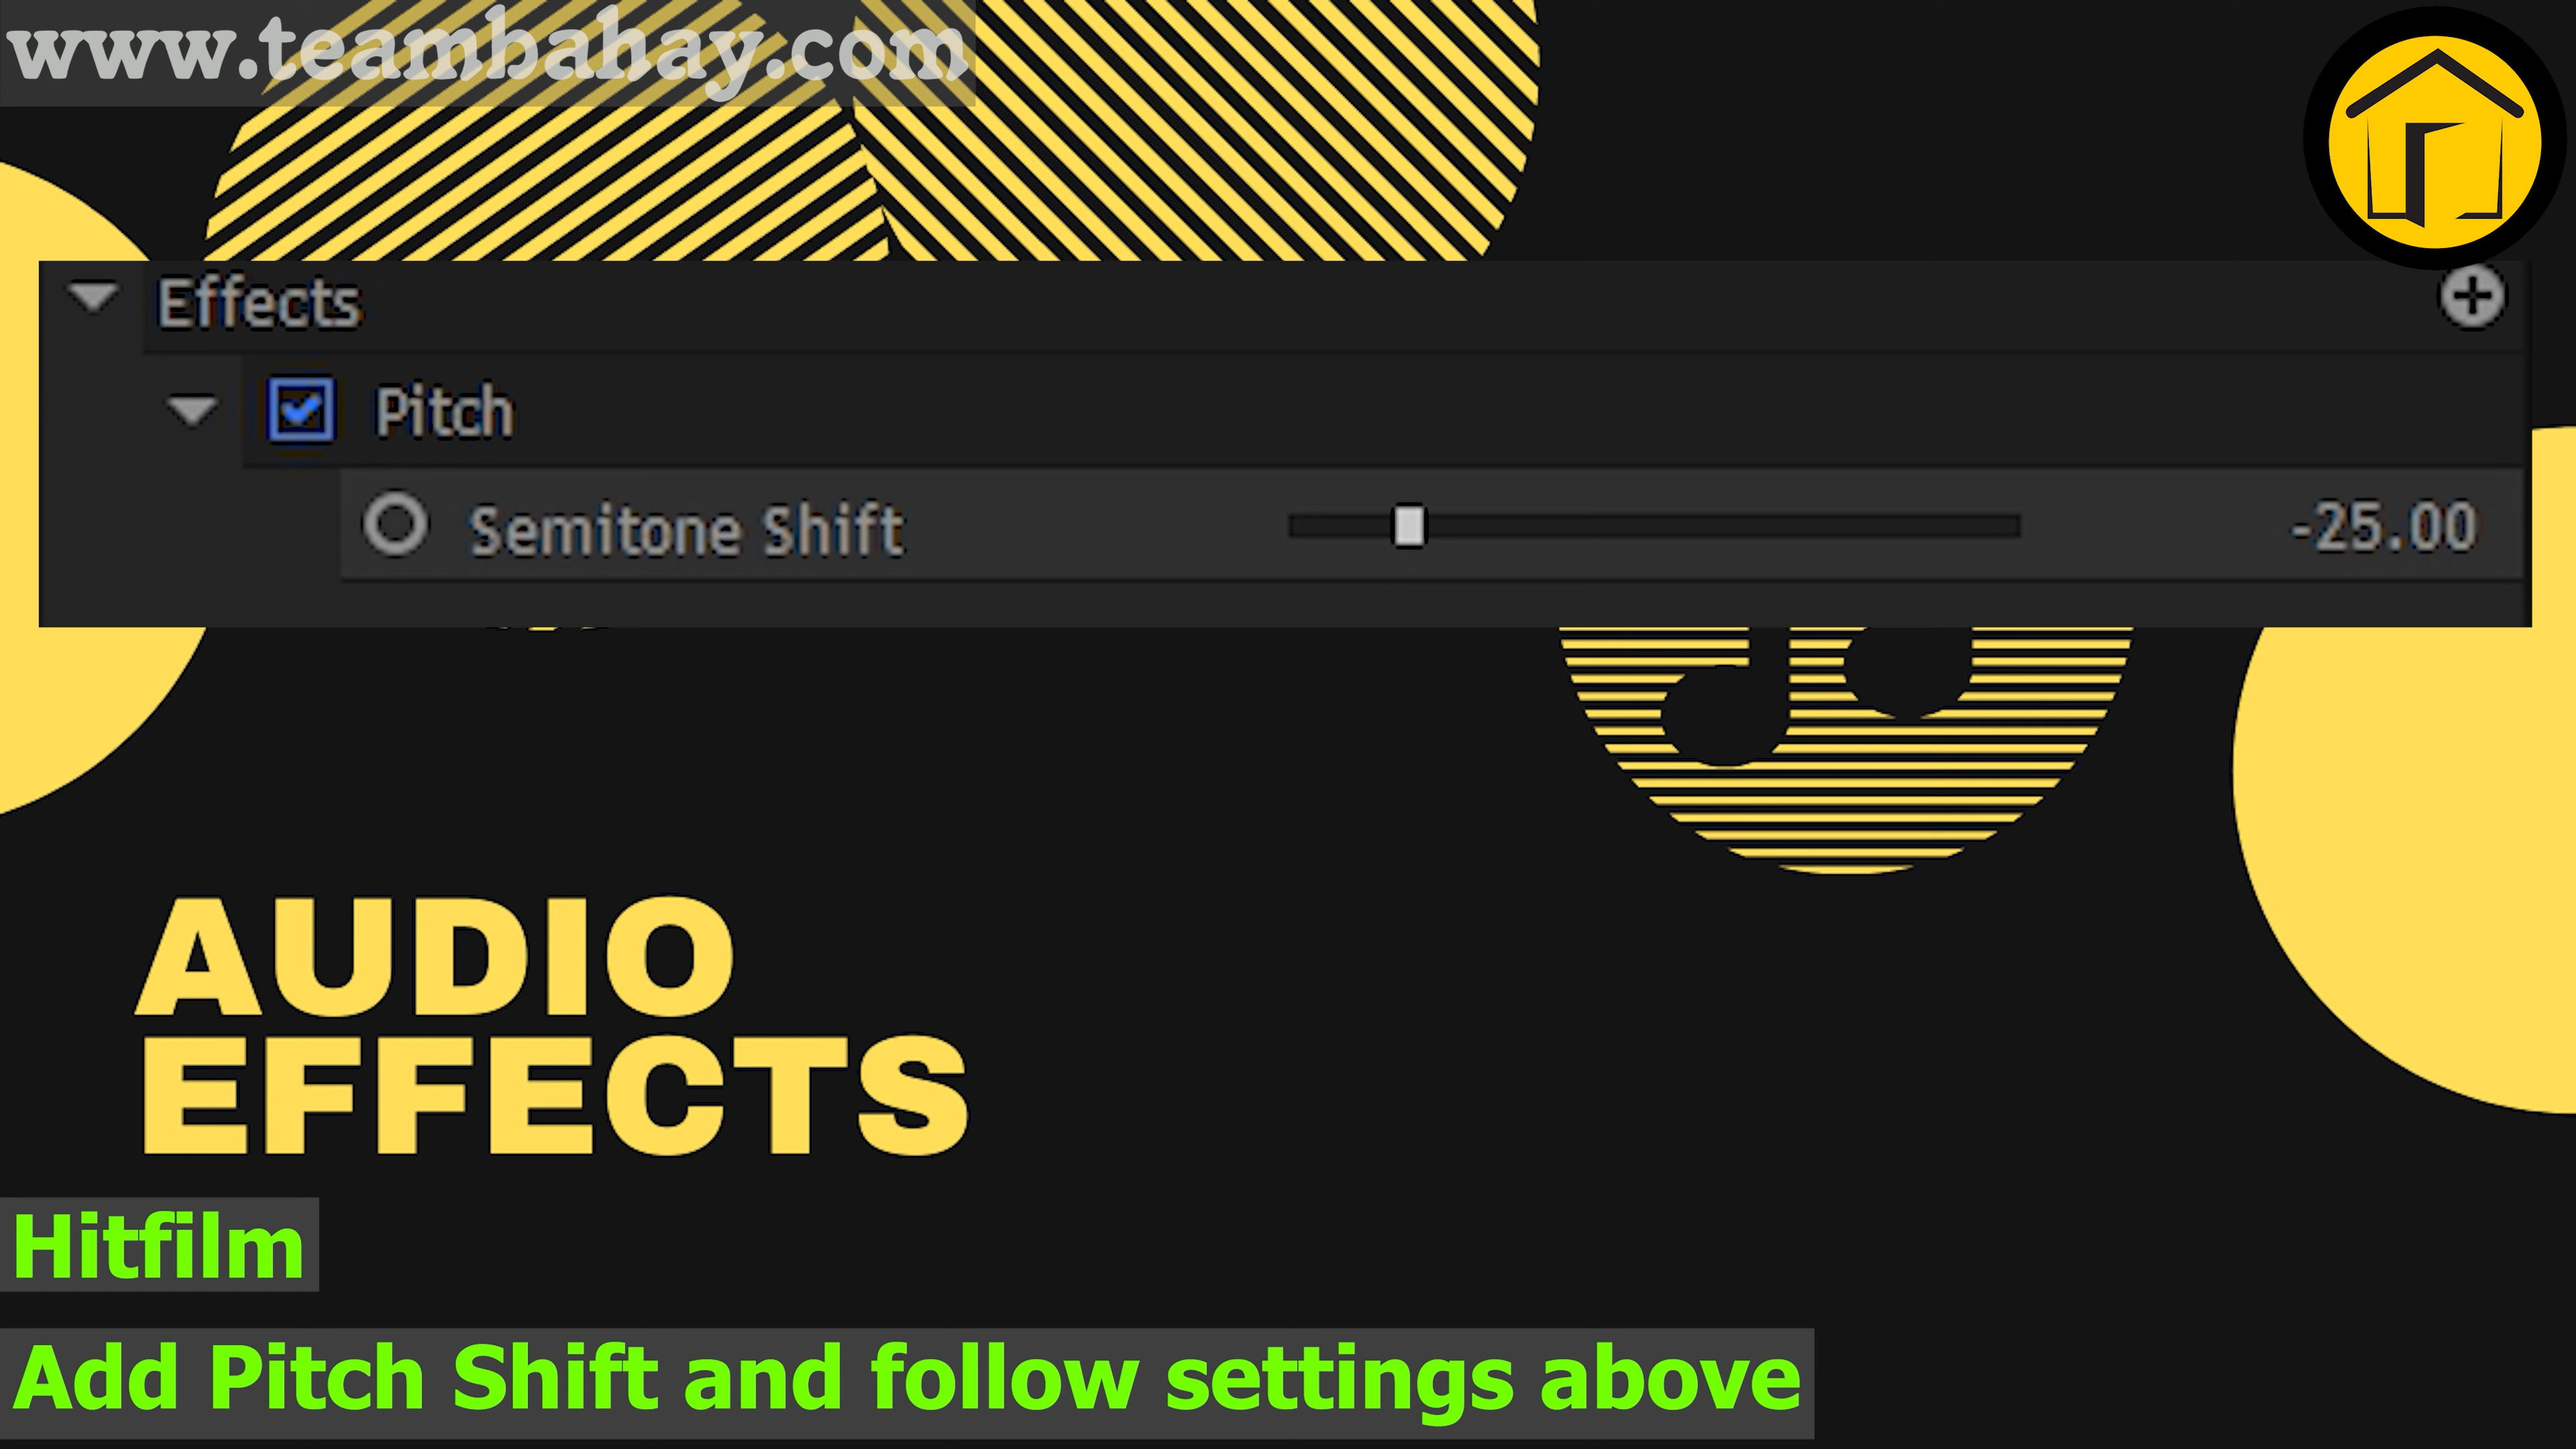 www.teambahay.com
Effects
Pitch
Semitone Shift -25.00
AUDIO
EFFECTS
Hitfilm
Add Pitch Shift and follow settings above